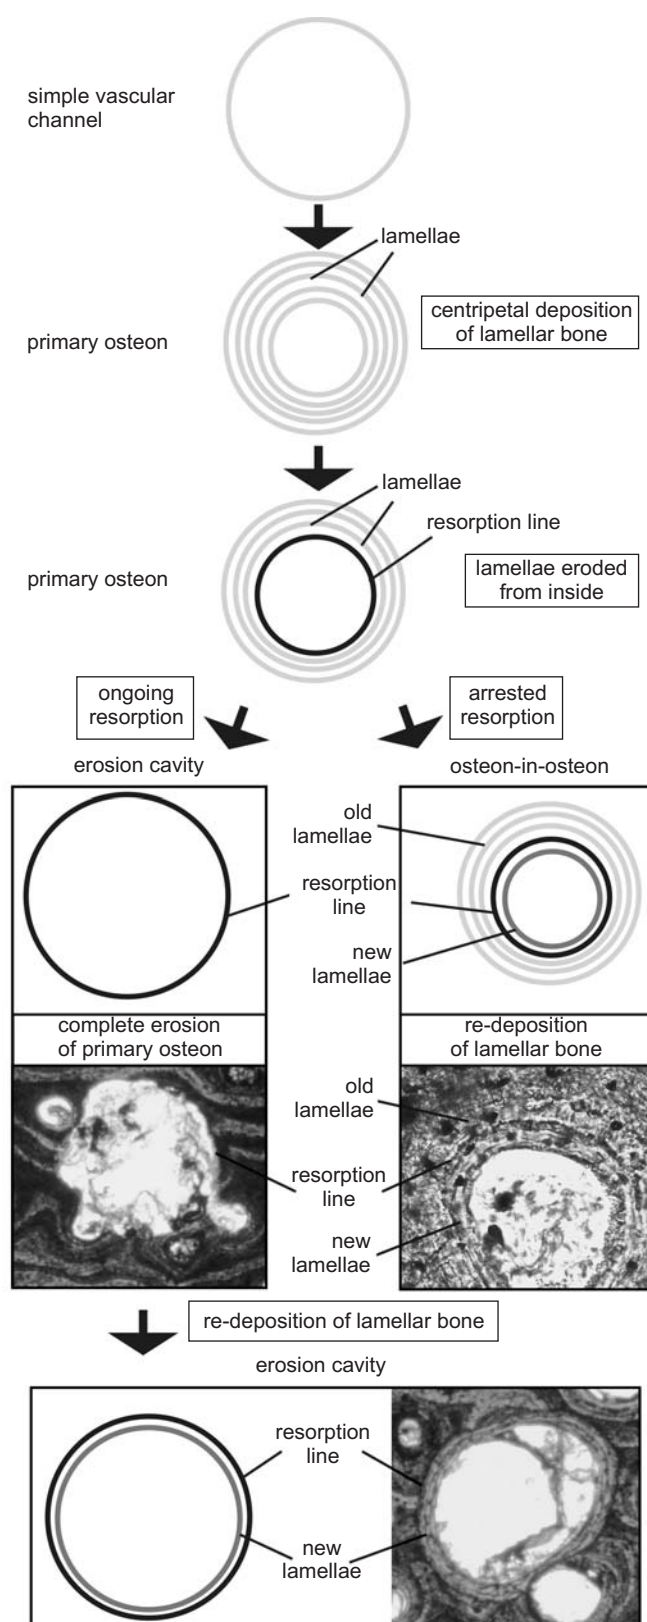 simple vascular
channel
lamellae
primary osteon
centripetal deposition
of lamellar bone
lamellae
resorption line
primary osteon
lamellae eroded
from inside
ongoing
resorption
arrested
resorption
erosion cavity
osteon-in-osteon
old
lamellae
resorption
line
new
lamellae
complete erosion
of primary osteon
re-deposition
of lamellar bone
old
lamellae
resorption
line
new
lamellae
re-deposition of lamellar bone
erosion cavity
resorption
line
new
lamellae